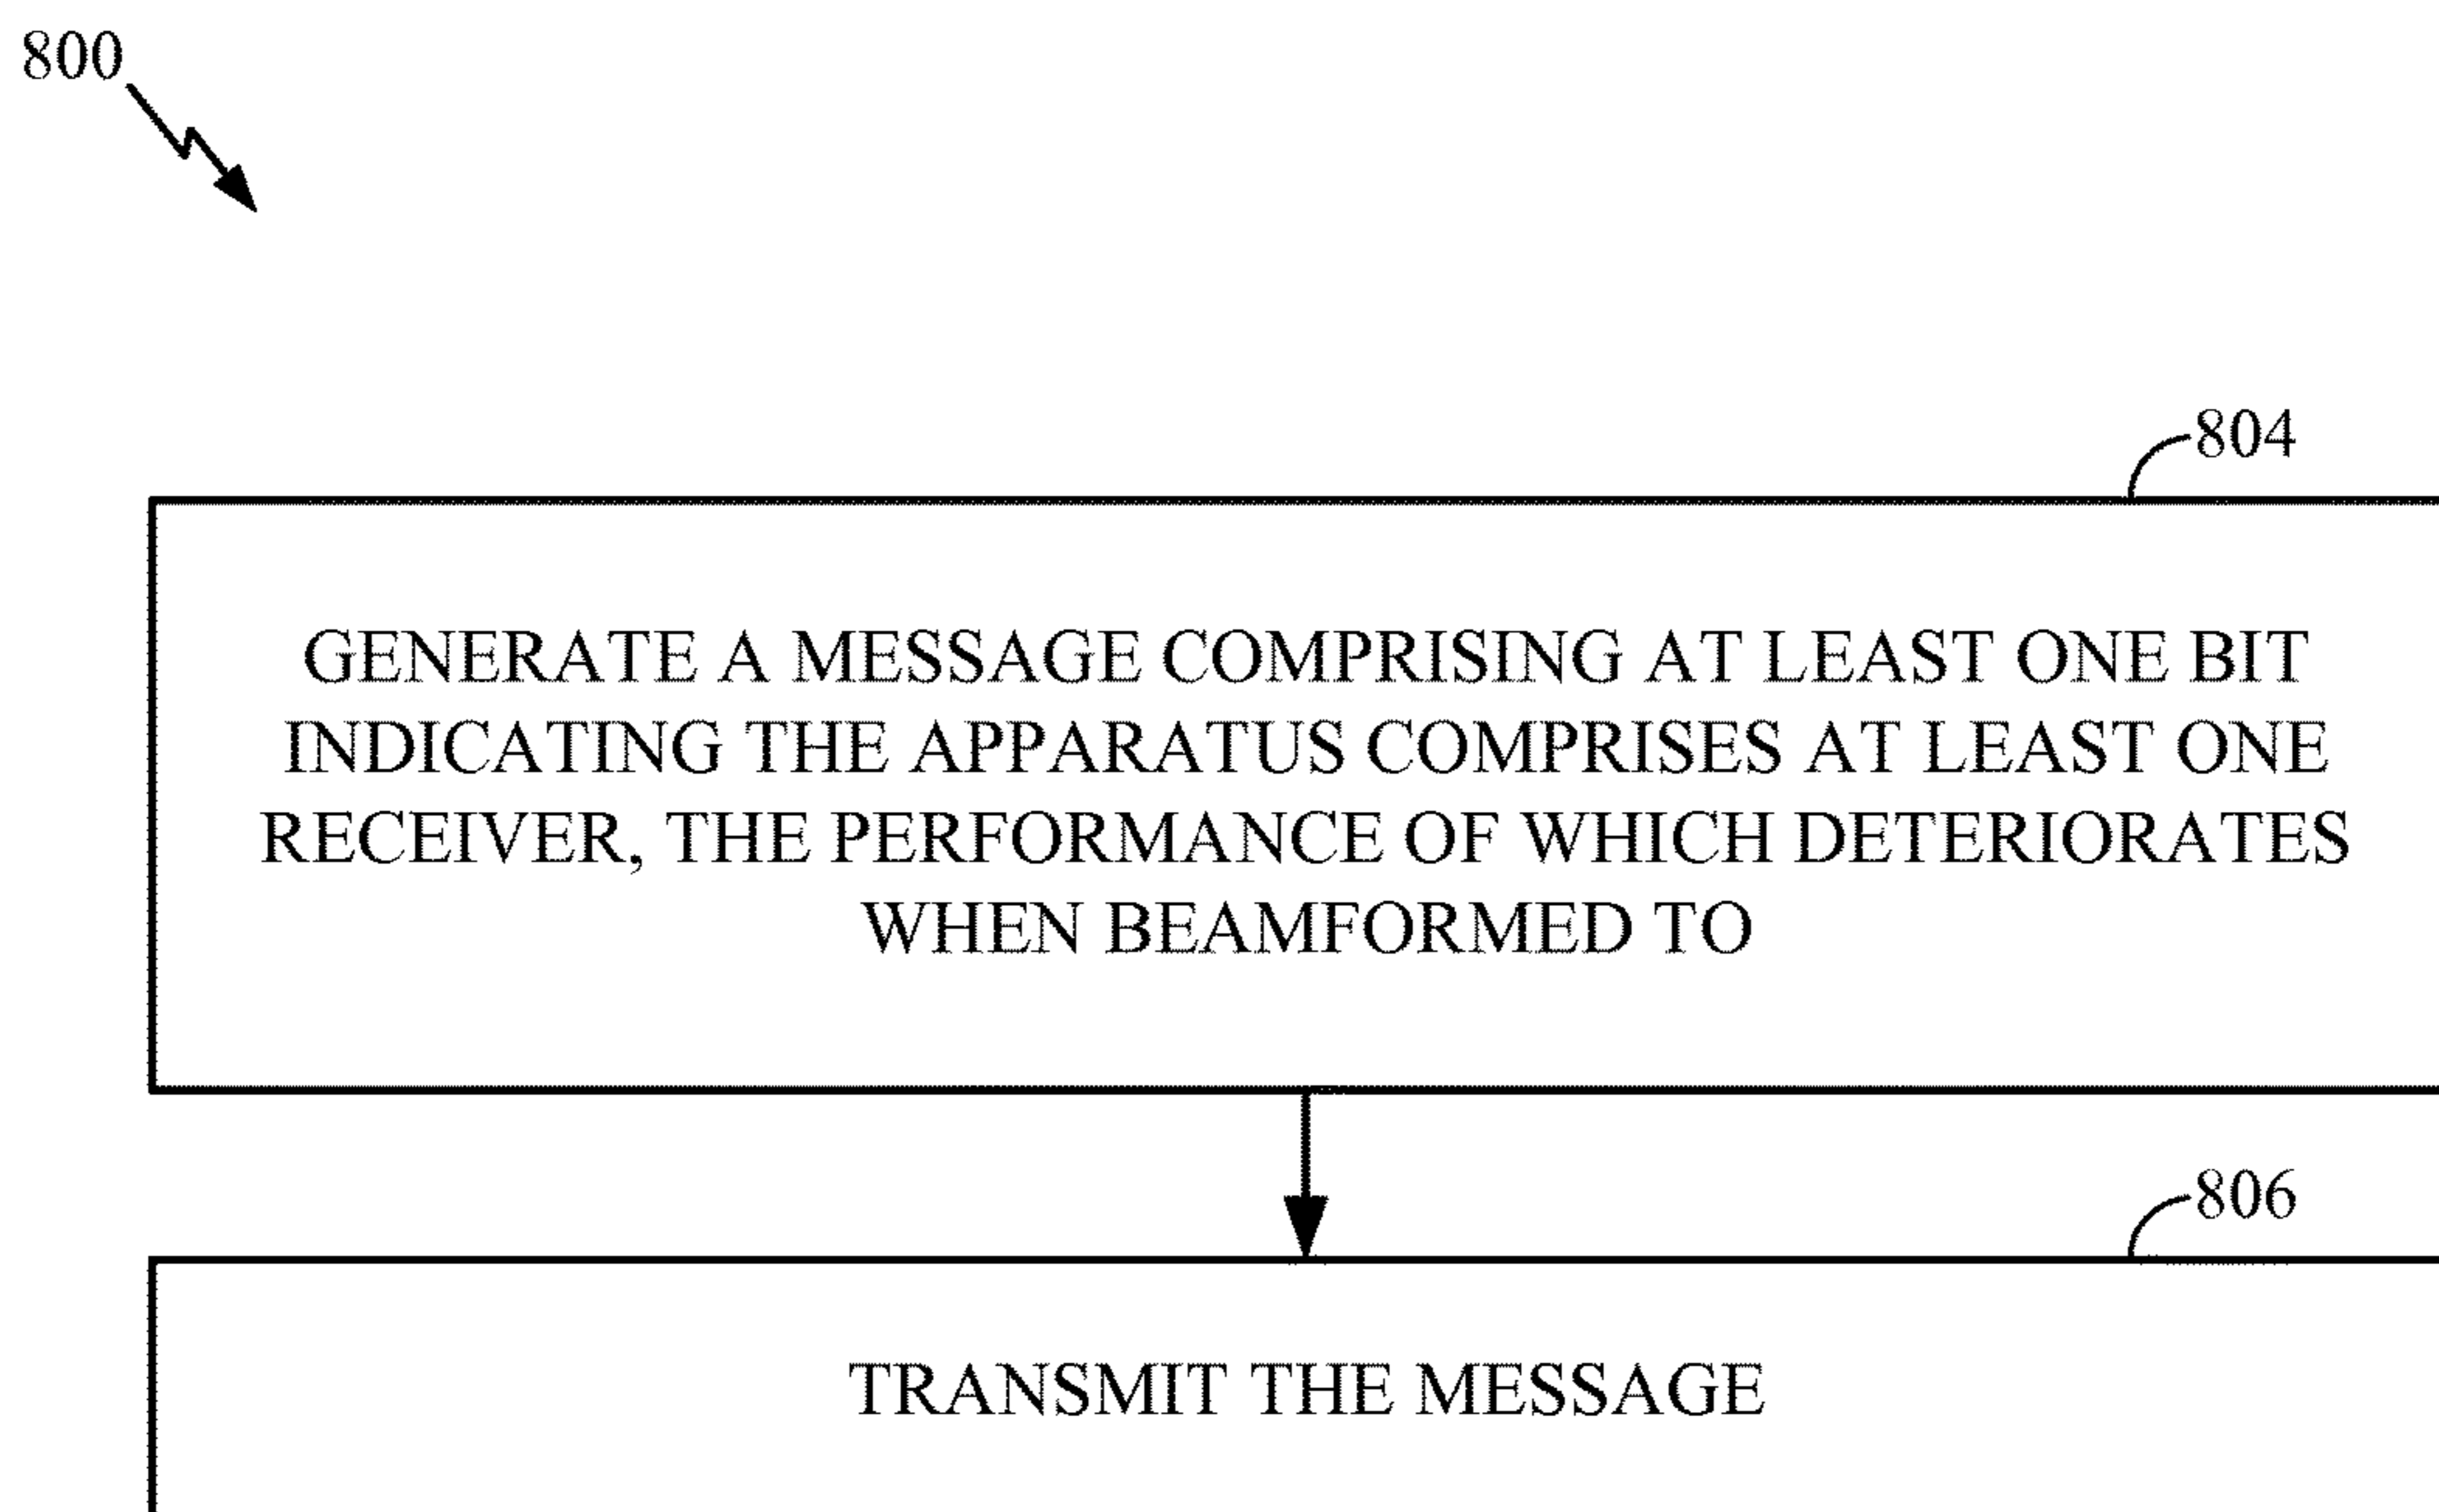 800
804
GENERATE A MESSAGE COMPRISING AT LEAST ONE BIT
INDICATING THE APPARATUS COMPRISES AT LEAST ONE
RECEIVER, THE PERFORMANCE OF WHICH DETERIORATES
WHEN BEAMFORMED TO
806
TRANSMIT THE MESSAGE